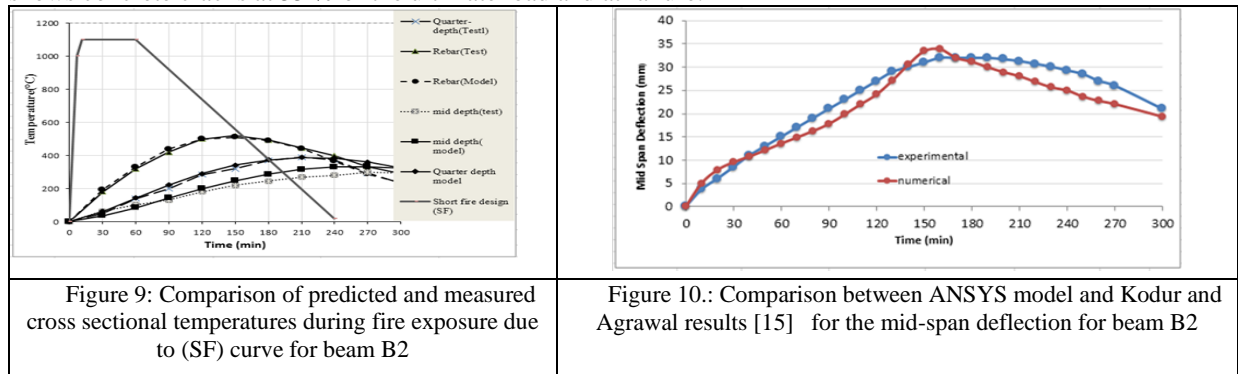 1200
1000
800
600
400
200
0
Temperature(°C)
0 30 60 90 120 150 180 210 240 270 300
Time (min)
Quarter-
depth(Test1)
Rebar(Test)
Rebar(Model)
mid depth(test)
mid depth(
model)
Quarter depth
model
Short fire design
(SF)
Figure 9: Comparison of predicted and measured
cross sectional temperatures during fire exposure due
to (SF) curve for beam B2
40
35
30
25
20
15
10
5
0
Mid Span Deflection (mm)
experimental
numerical
0 30 60 90 120 150 180 210 240 270 300
Time (min)
Figure 10.: Comparison between ANSYS model and Kodur and
Agrawal results [15] for the mid-span deflection for beam B2